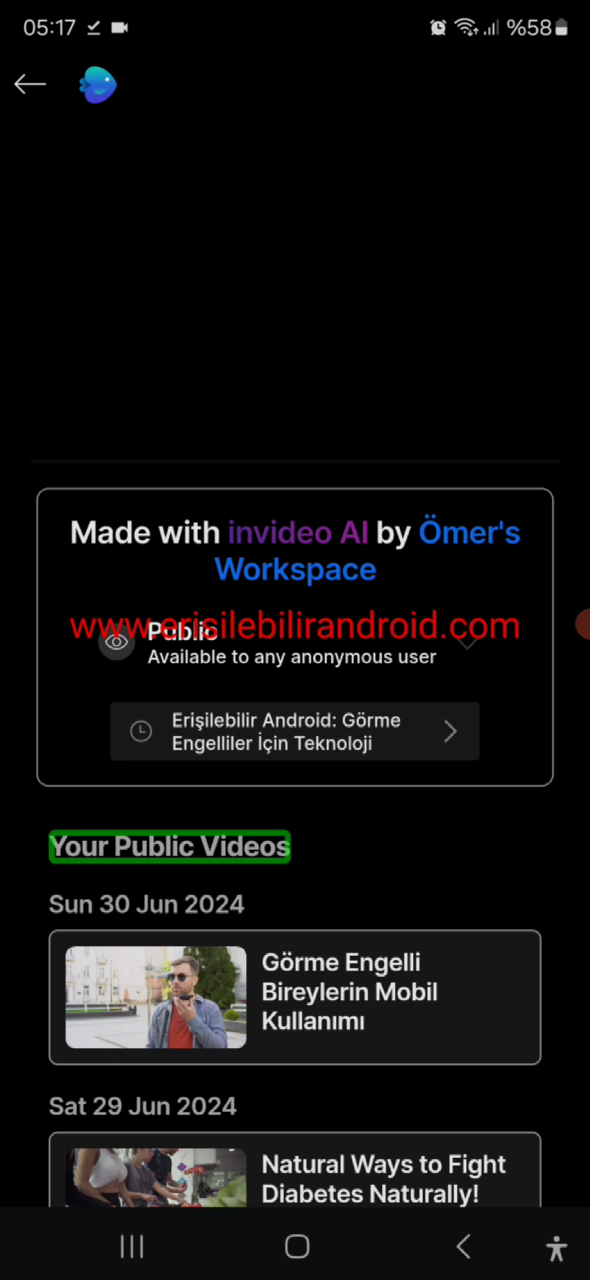 05:17
%58
Made with invideo AI by Ömer's
Workspace
www.erisilebilirandroid.com
Public
Available to any anonymous user
Erişilebilir Android: Görme
Engelliler İçin Teknoloji
Your Public Videos
Sun 30 Jun 2024
Görme Engelli
Bireylerin Mobil
Kullanımı
Sat 29 Jun 2024
Natural Ways to Fight
Diabetes Naturally!